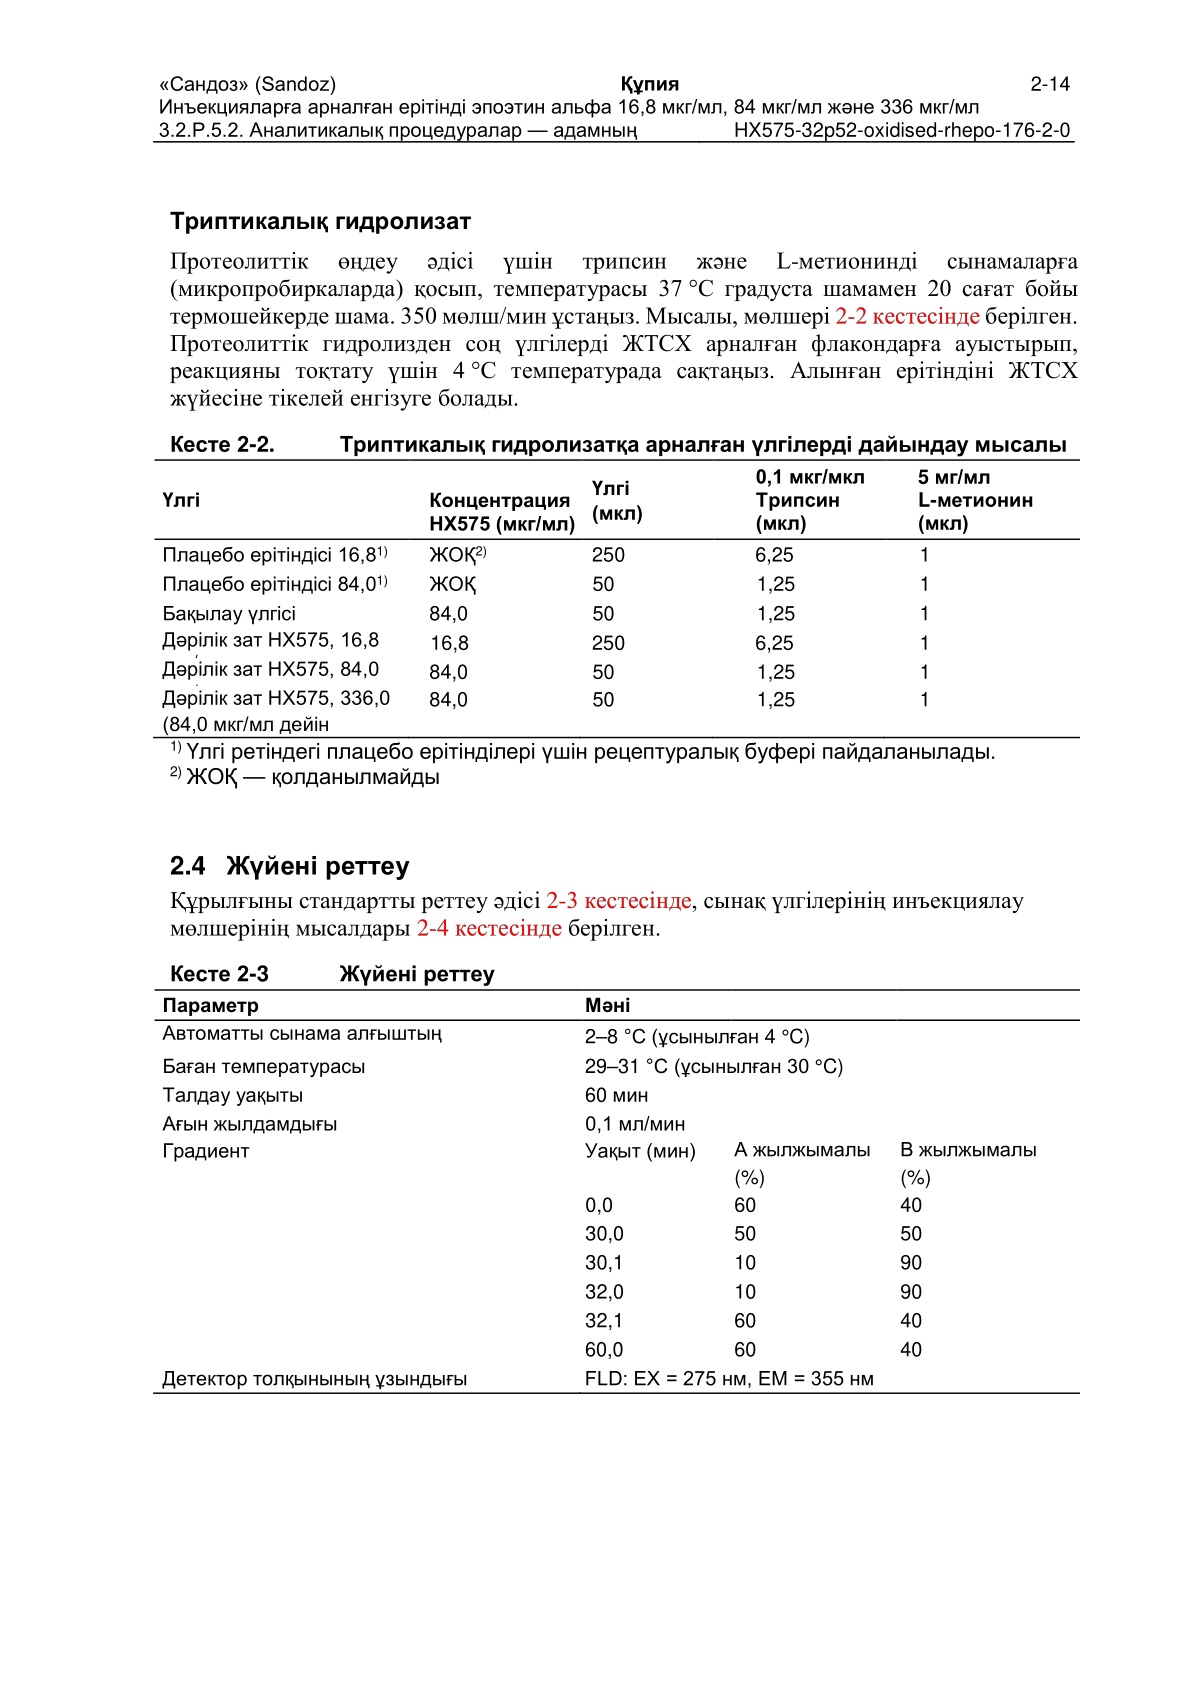 «Сандоз» (Sandoz) Құпия 2-14
Инъекцияларға арналған ерітінді эпоэтин альфа 16,8 мкг/мл, 84 мкг/мл және 336 мкг/мл
3.2.P.5.2. Аналитикалық процедуралар — адамның HX575-32p52-oxidised-rhepo-176-2-0
Триптикалық гидролизат
Протеолиттік өңдеу әдісі үшін трипсин және L-метионинді сынамаларға
(микропробиркаларда) қосып, температурасы 37 °C градуста шамамен 20 сағат бойы
термошейкерде шама. 350 мөлш/мин ұстаңыз. Мысалы, мөлшері 2-2 кестесінде берілген.
Протеолиттік гидролизден соң үлгілерді ЖТСХ арналған флакондарға ауыстырып,
реакцияны тоқтату үшін 4 °C температурада сақтаңыз. Алынған ерітіндіні ЖТСХ
жүйесіне тікелей енгізуге болады.
Кесте 2-2. Триптикалық гидролизатқа арналған үлгілерді дайындау мысалы
Үлгі Концентрация HX575 (мкг/мл) Үлгі (мкл) 0,1 мкг/мкл Трипсин (мкл) 5 мг/мл L-метионин (мкл)
Плацебо ерітіндісі 16,8¹⁾ ЖОҚ²⁾ 250 6,25 1
Плацебо ерітіндісі 84,0¹⁾ ЖОҚ 50 1,25 1
Бақылау үлгісі 84,0 50 1,25 1
Дәрілік зат HX575, 16,8 16,8 250 6,25 1
Дәрілік зат HX575, 84,0 84,0 50 1,25 1
Дәрілік зат HX575, 336,0 84,0 50 1,25 1
(84,0 мкг/мл дейін
¹⁾ Үлгі ретіндегі плацебо ерітінділері үшін рецептуралық буфері пайдаланылады.
²⁾ ЖОҚ — қолданылмайды
2.4 Жүйені реттеу
Құрылғыны стандартты реттеу әдісі 2-3 кестесінде, сынақ үлгілерінің инъекциялау
мөлшерінің мысалдары 2-4 кестесінде берілген.
Кесте 2-3 Жүйені реттеу
Параметр Мәні
Автоматты сынама алғыштың 2–8 °C (ұсынылған 4 °C)
Баған температурасы 29–31 °C (ұсынылған 30 °C)
Талдау уақыты 60 мин
Ағын жылдамдығы 0,1 мл/мин
Градиент Уақыт (мин) А жылжымалы В жылжымалы
(%) (%)
0,0 60 40
30,0 50 50
30,1 10 90
32,0 10 90
32,1 60 40
60,0 60 40
Детектор толқынының ұзындығы FLD: EX = 275 нм, EM = 355 нм